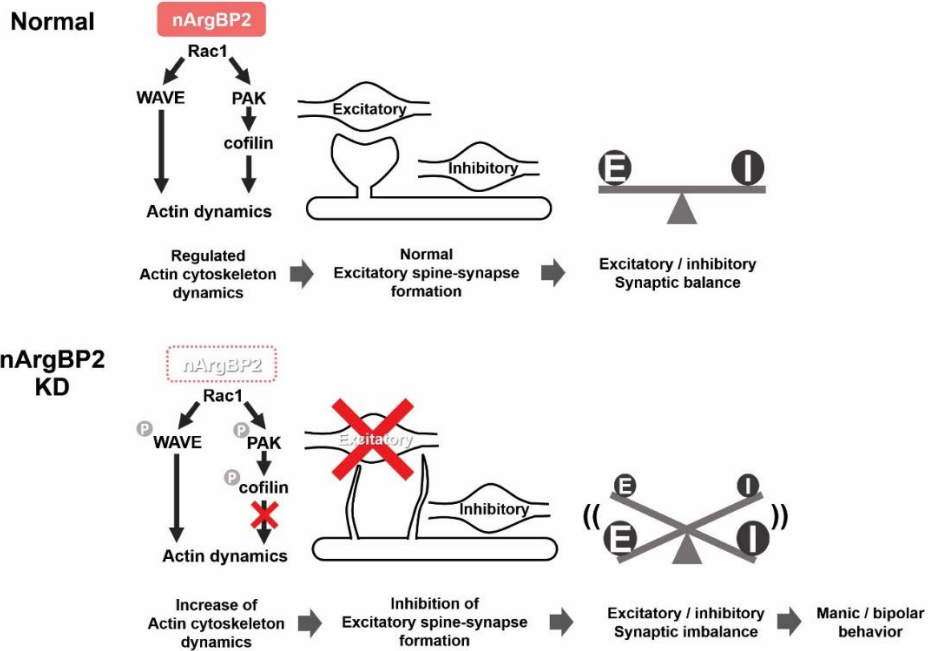 Normal
nArgBP2
Rac1
WAVE
PAK
cofilin
Actin dynamics
Excitatory
Inhibitory
E
I
Regulated
Actin cytoskeleton
dynamics
Normal
Excitatory spine-synapse
formation
Excitatory / inhibitory
Synaptic balance
nArgBP2
KD
nArgBP2
Rac1
P
WAVE
P
PAK
P
cofilin
Actin dynamics
Excitatory
Inhibitory
E
I
((
))
E
I
Increase of
Actin cytoskeleton
dynamics
Inhibition of
Excitatory spine-synapse
formation
Excitatory / inhibitory
Synaptic imbalance
Manic / bipolar
behavior